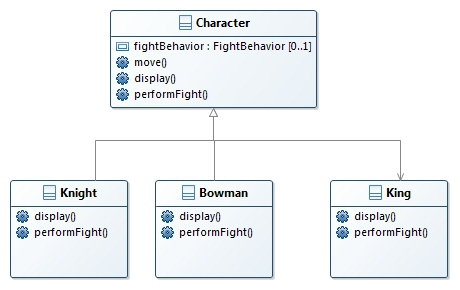 Character
fightBehavior : FightBehavior [0..1]
move()
display()
performFight()
Knight
display()
performFight()
Bowman
display()
performFight()
King
display()
performFight()